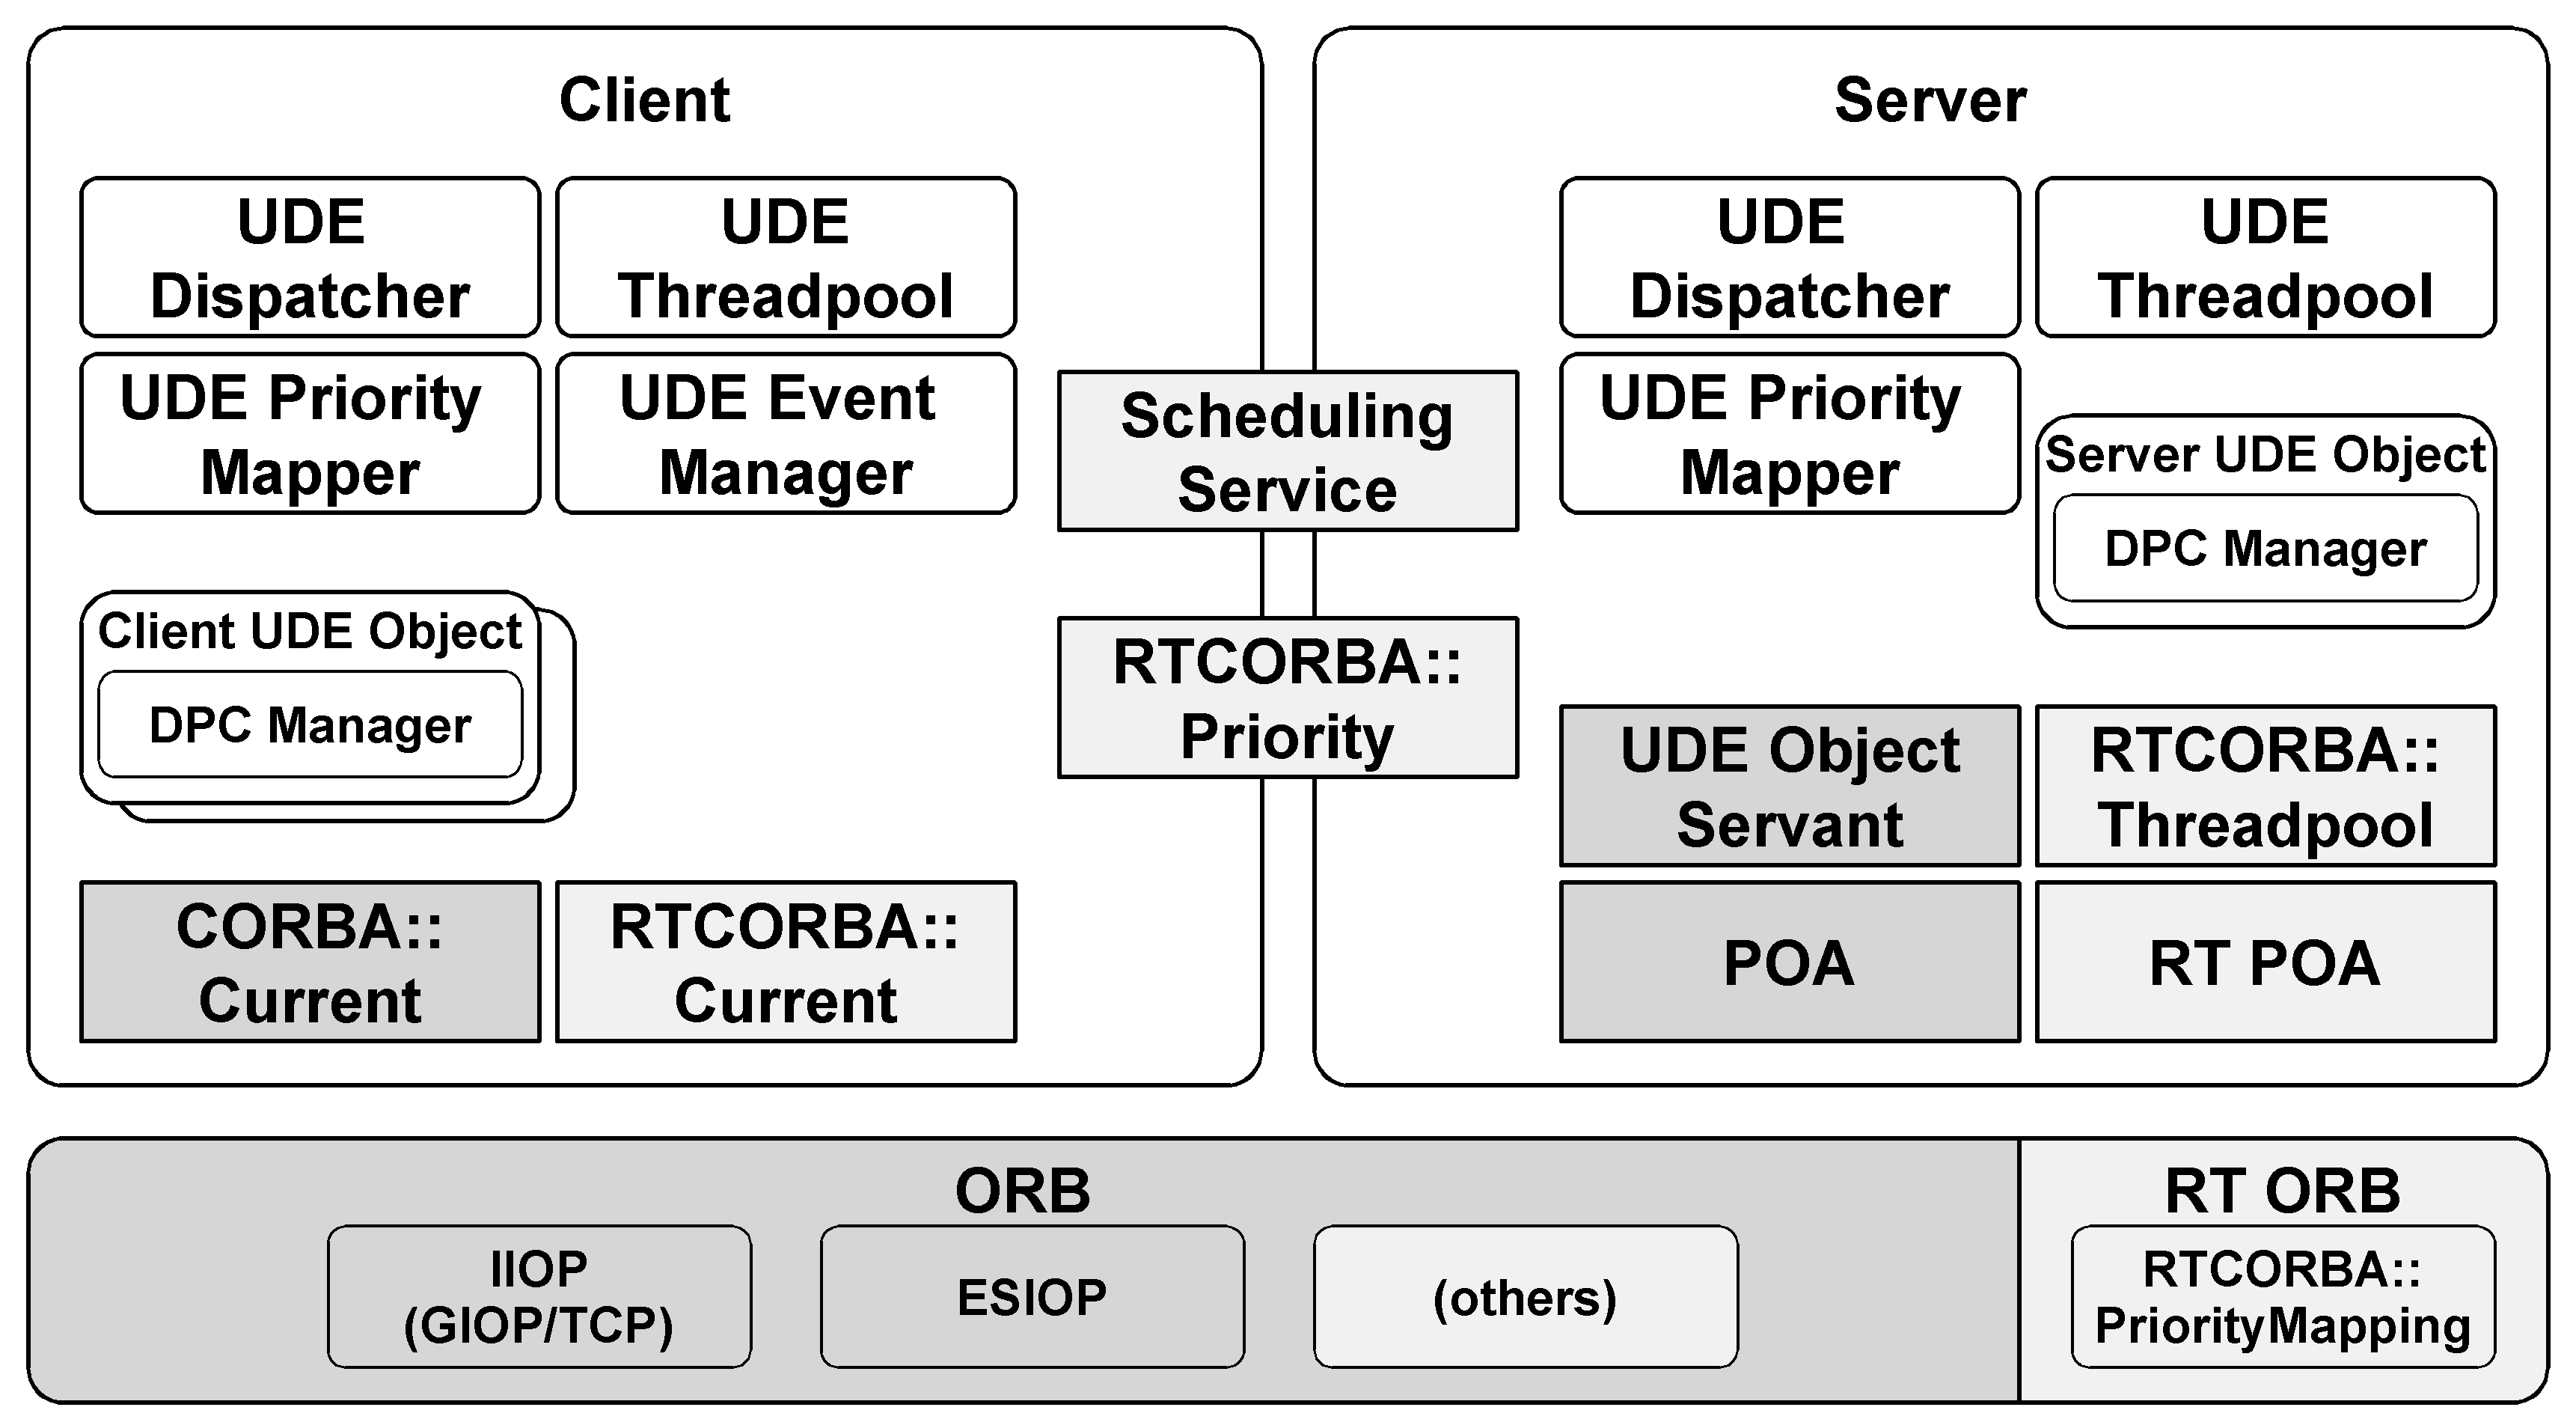 Client
UDE
Dispatcher
UDE
Threadpool
UDE Priority
Mapper
UDE Event
Manager
Client UDE Object
DPC Manager
CORBA::
Current
RTCORBA::
Current
Scheduling
Service
RTCORBA::
Priority
Server
UDE
Dispatcher
UDE
Threadpool
UDE Priority
Mapper
Server UDE Object
DPC Manager
UDE Object
Servant
RTCORBA::
Threadpool
POA
RT POA
ORB
IIOP
(GIOP/TCP)
ESIOP
(others)
RT ORB
RTCORBA::
PriorityMapping